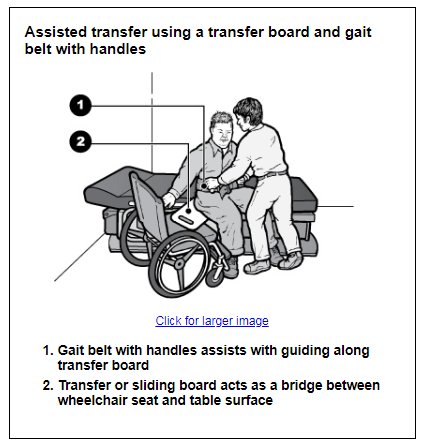 Assisted transfer using a transfer board and gait
belt with handles
1
2
Click for larger image
1. Gait belt with handles assists with guiding along
transfer board
2. Transfer or sliding board acts as a bridge between
wheelchair seat and table surface